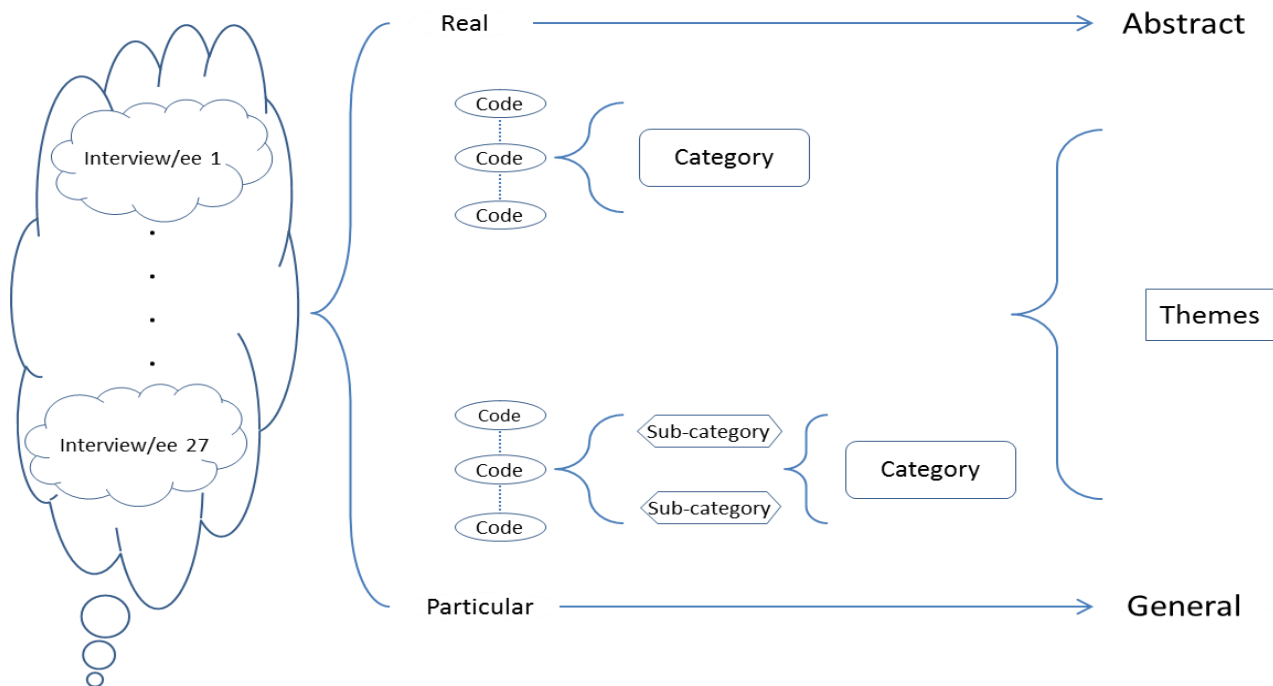 Real
Abstract
Code
Interview/ee 1
Code
Category
Code
Themes
Code
Sub-category
Interview/ee 27
Code
Category
Sub-category
Code
Particular
General